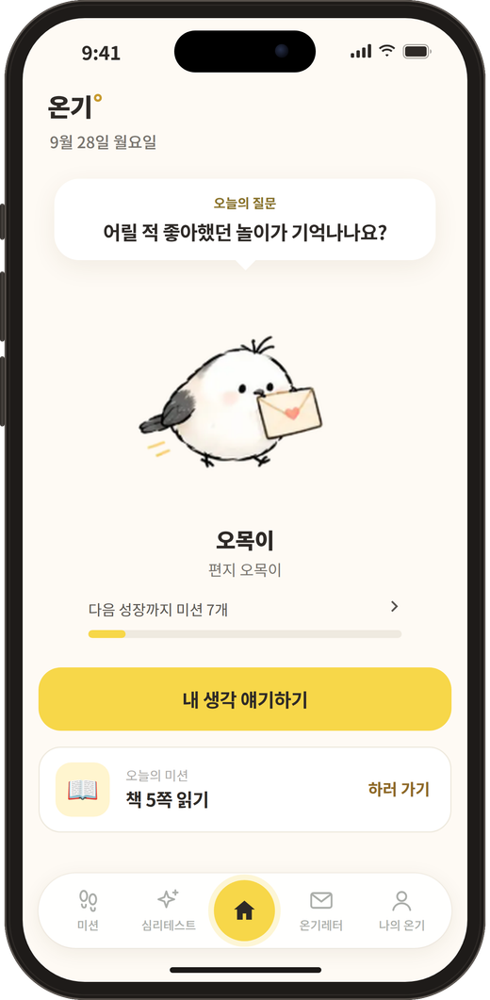 9:41
온기°
9월 28일 월요일
오늘의 질문
어릴 적 좋아했던 놀이가 기억나나요?
오목이
편지 오목이
다음 성장까지 미션 7개
내 생각 얘기하기
오늘의 미션
책 5쪽 읽기
하러 가기
미션
심리테스트
온기레터
나의 온기